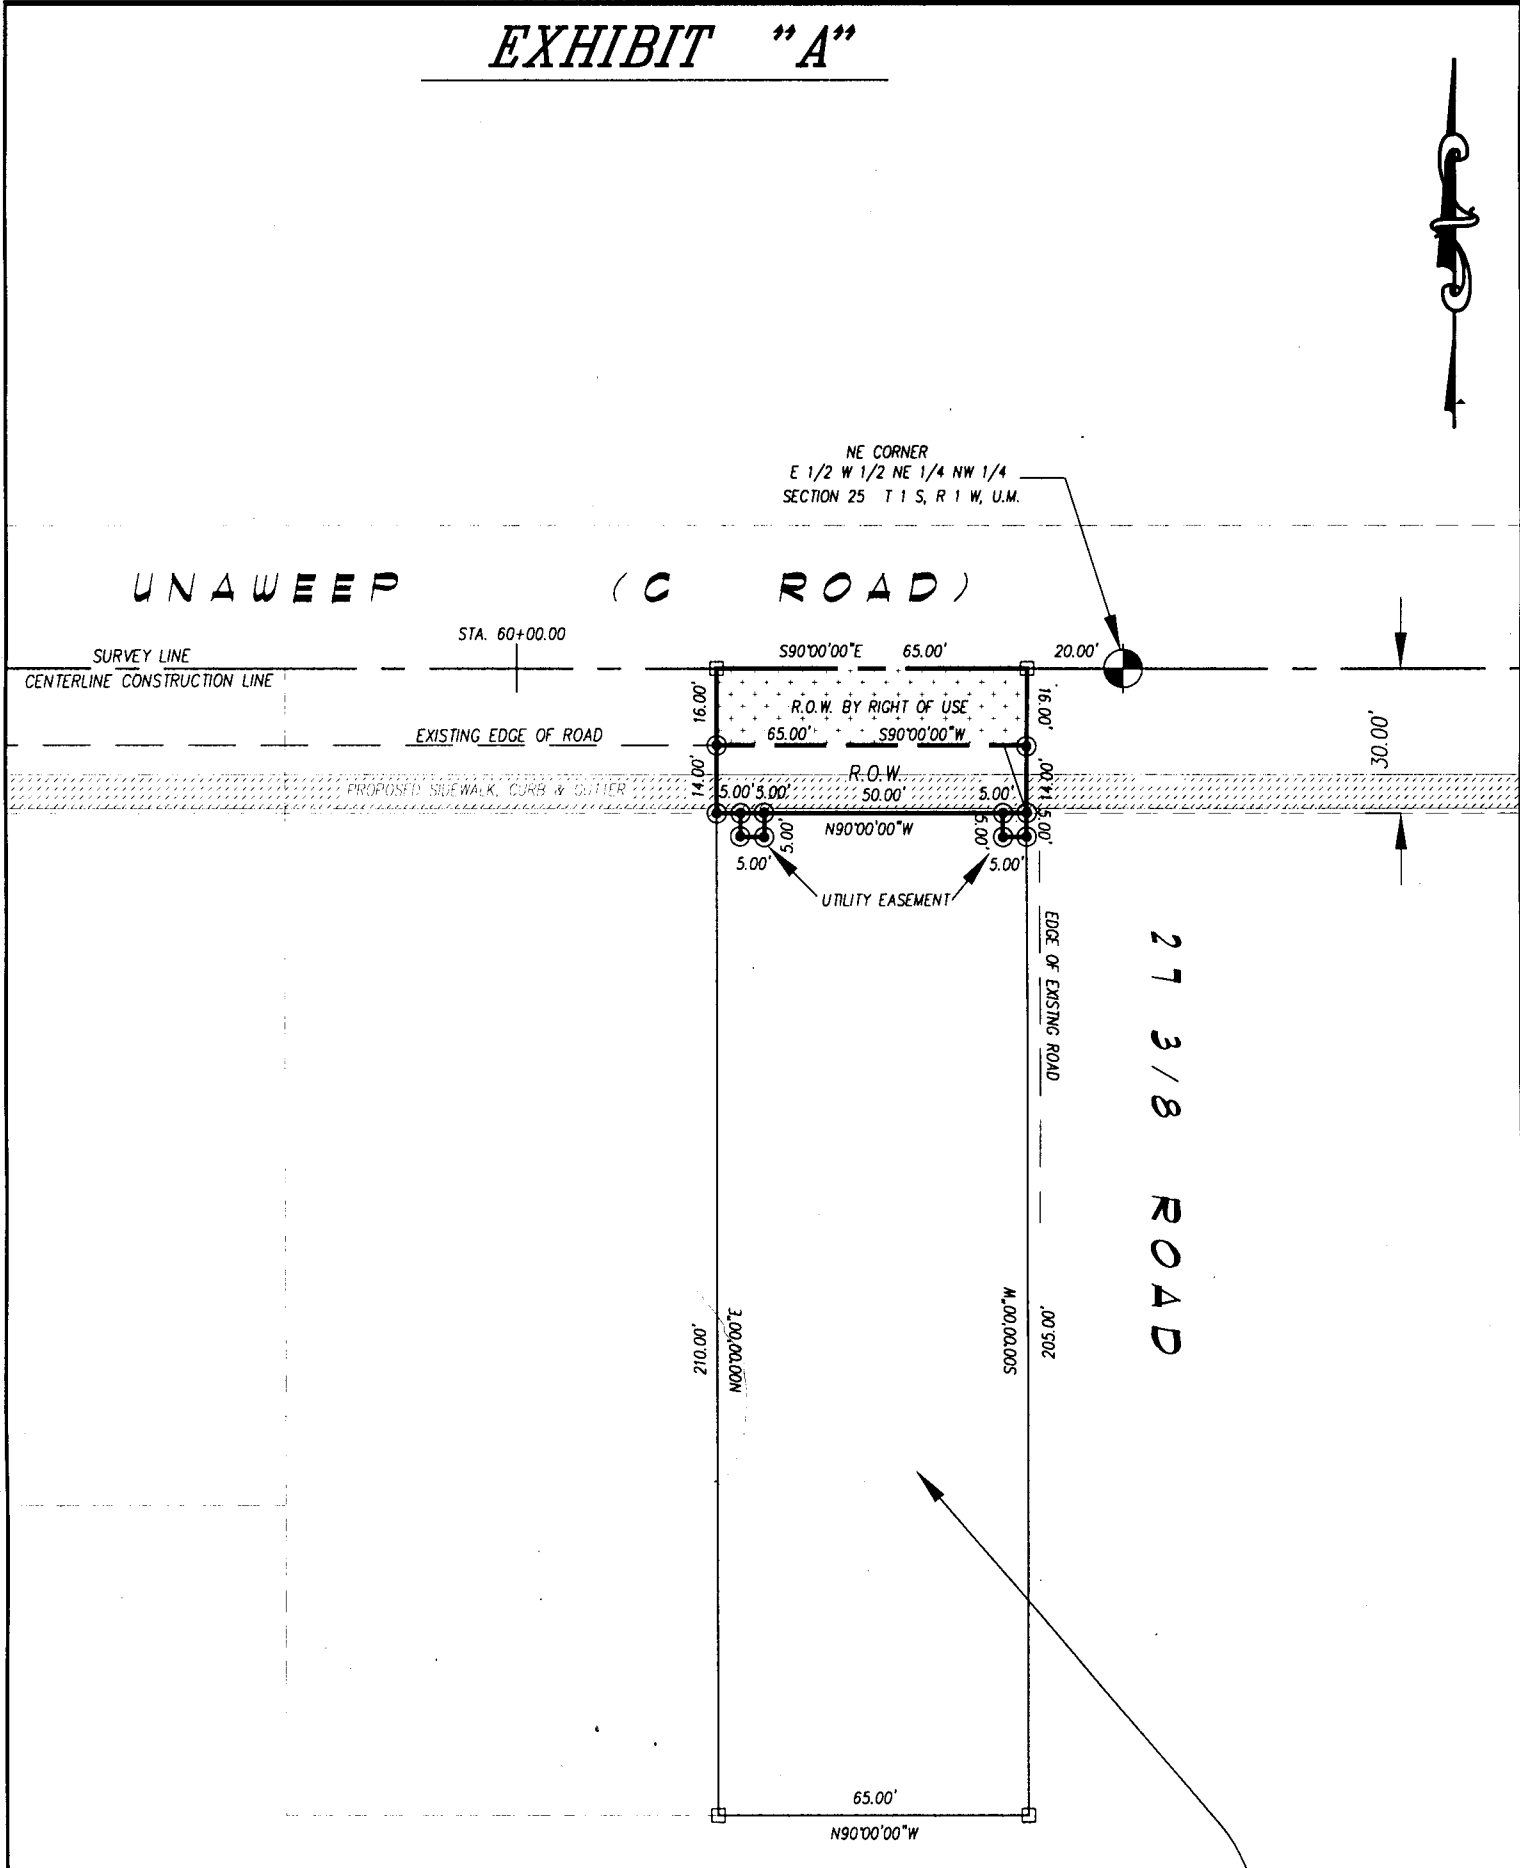 EXHIBIT "A"
NE CORNER
E 1/2 W 1/2 NE 1/4 NW 1/4
SECTION 25 T 1 S, R 1 W, U.M.
UNAWEEP (C ROAD)
STA. 60+00.00
SURVEY LINE
CENTERLINE CONSTRUCTION LINE
S90°00'00"E 65.00'
20.00'
16.00'
R.O.W. BY RIGHT OF USE
16.00'
EXISTING EDGE OF ROAD
65.00' S90°00'00"W
30.00'
14.00'
R.O.W.
14.00'
PROPOSED SIDEWALK, CURB & GUTTER
5.00' 5.00' 50.00' 5.00'
N90°00'00"W
5.00'
5.00'
5.00'
5.00'
5.00'
UTILITY EASEMENT
EDGE OF EXISTING ROAD
27 3/8 ROAD
210.00'
N00°00'00"E
S00°00'00"W
205.00'
65.00'
N90°00'00"W